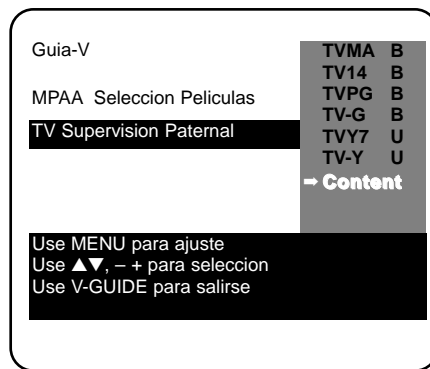 Guia-V
MPAA Seleccion Peliculas
TV Supervision Paternal
TVMA B
TV14 B
TVPG B
TV-G B
TVY7 U
TV-Y U
➡ Content
Use MENU para ajuste
Use ▲▼, – + para seleccion
Use V-GUIDE para salirse